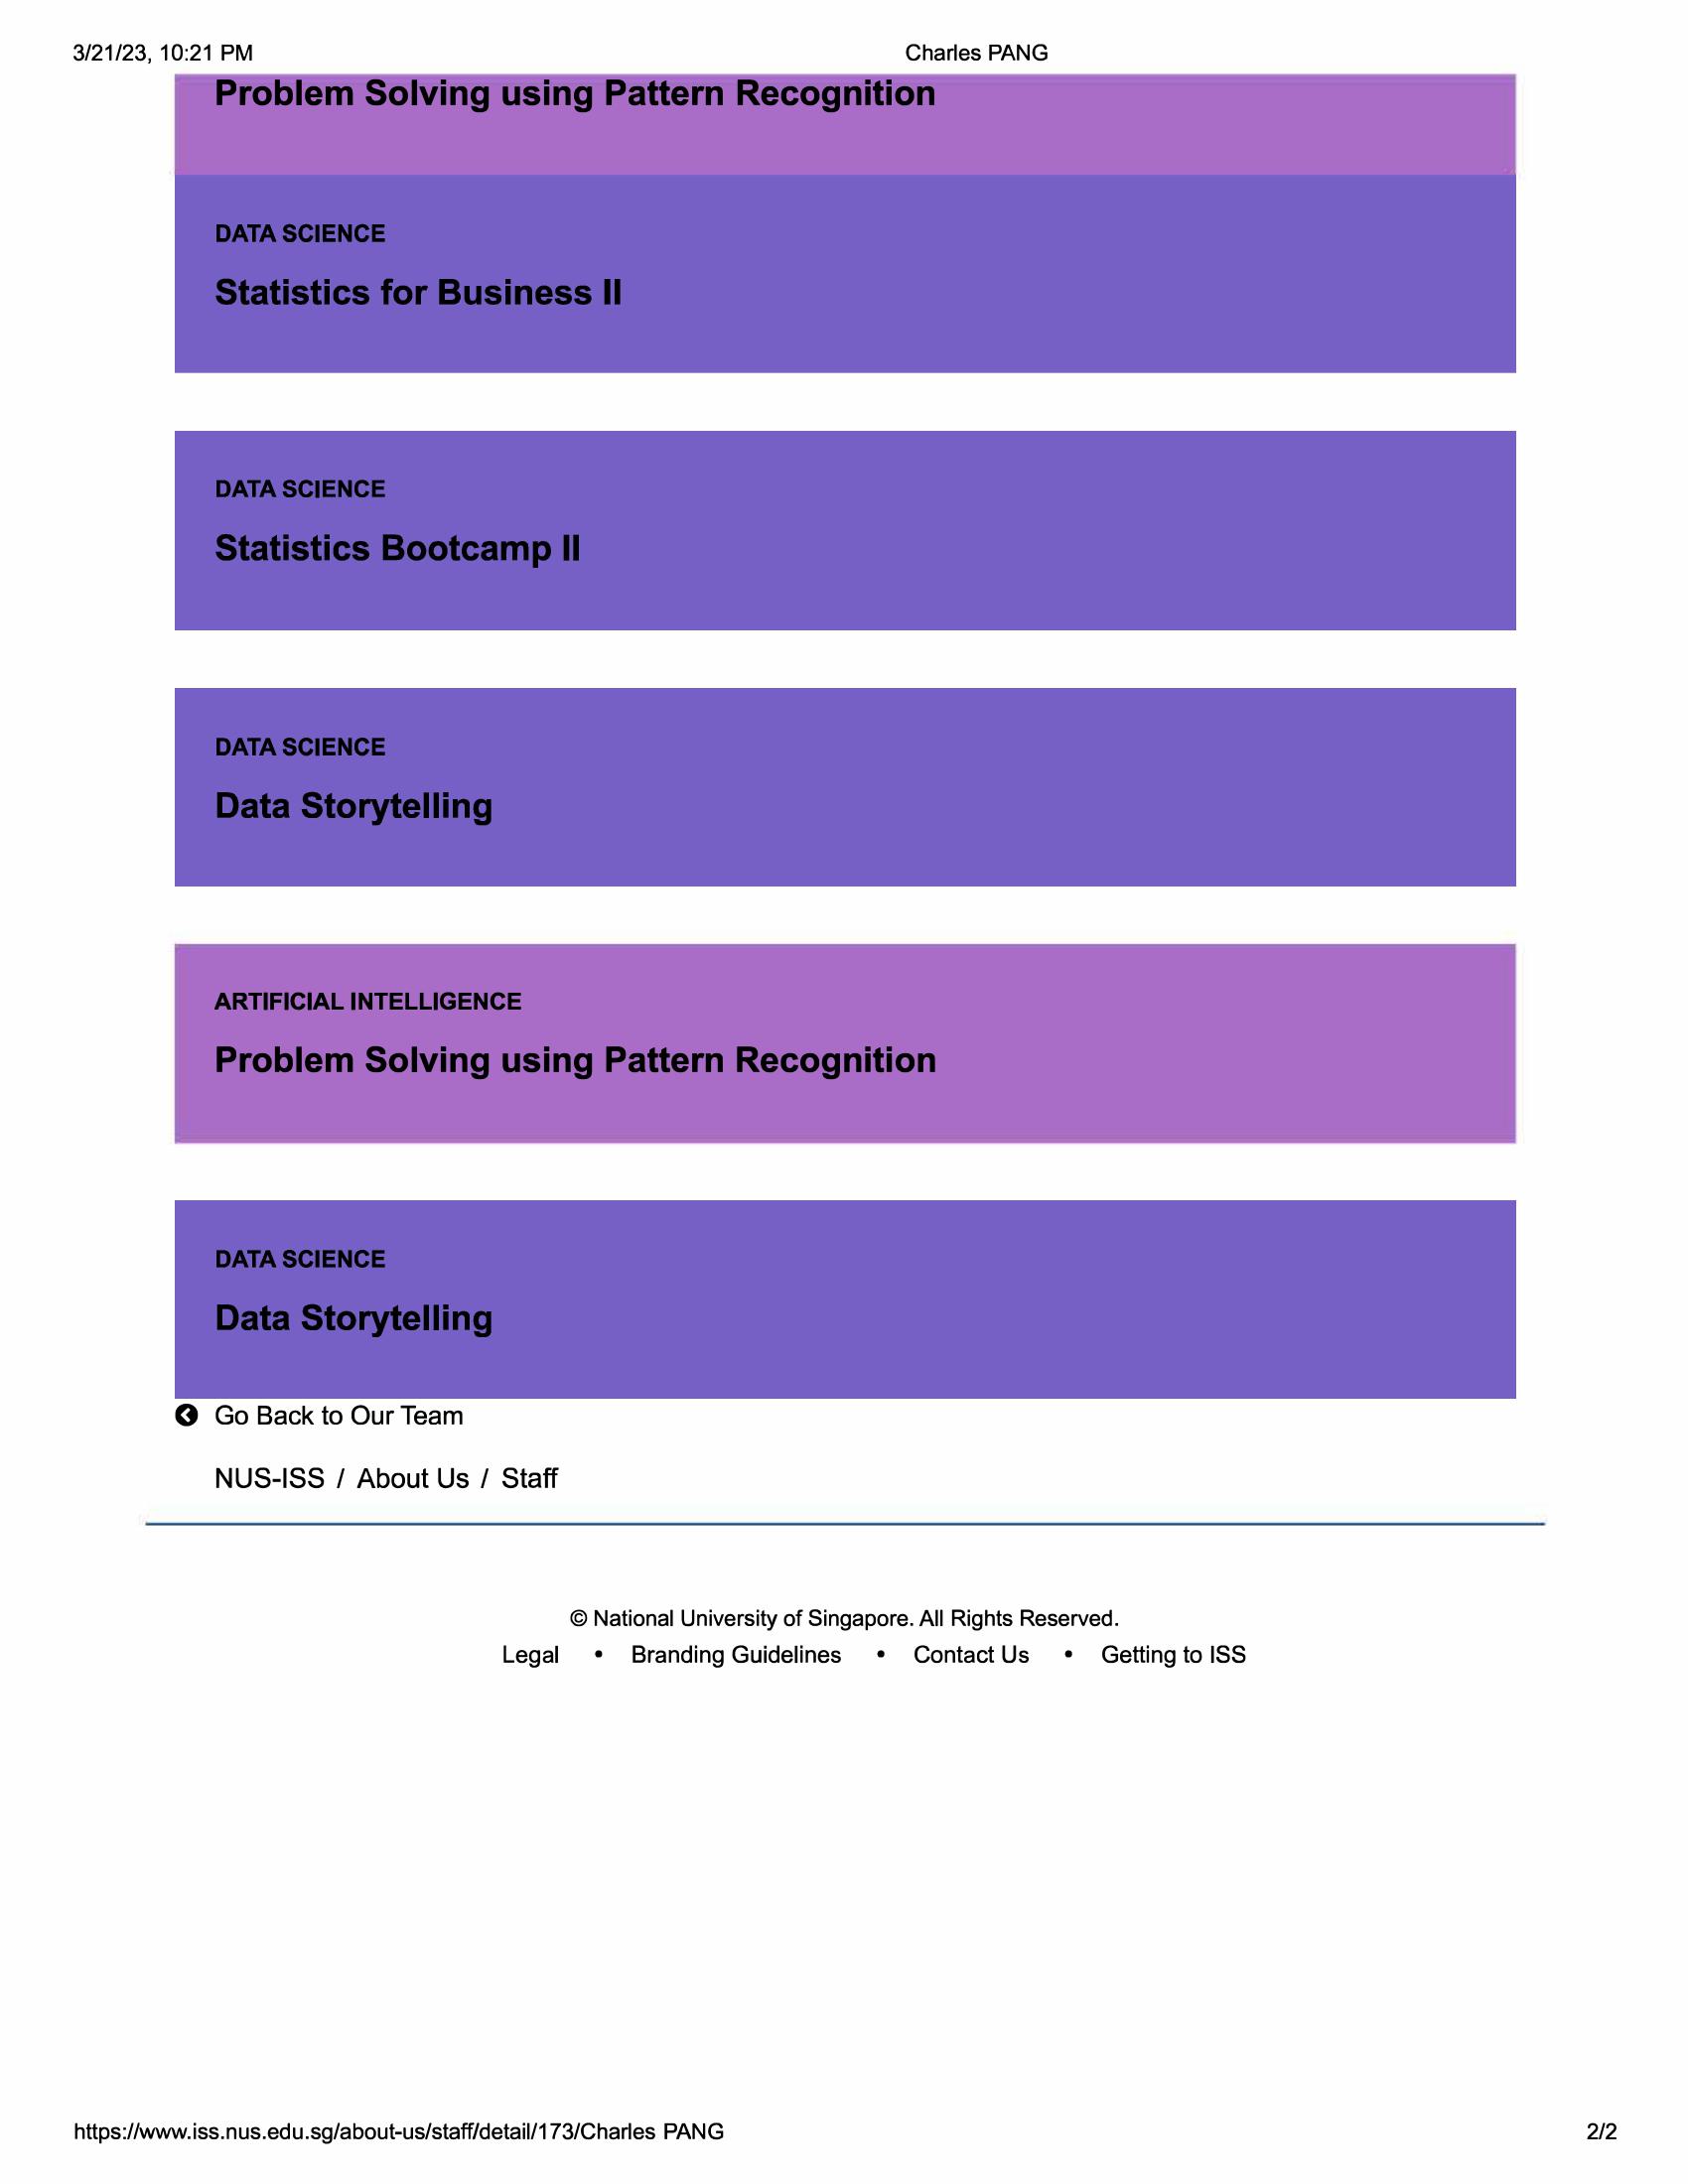 3/21/23, 10:21 PM Charles PANG
Problem Solving using Pattern Recognition
DATA SCIENCE
Statistics for Business II
DATA SCIENCE
Statistics Bootcamp II
DATA SCIENCE
Data Storytelling
ARTIFICIAL INTELLIGENCE
Problem Solving using Pattern Recognition
DATA SCIENCE
Data Storytelling
Go Back to Our Team
NUS-ISS / About Us / Staff
© National University of Singapore. All Rights Reserved.
Legal • Branding Guidelines • Contact Us • Getting to ISS
https://www.iss.nus.edu.sg/about-us/staff/detail/173/Charles PANG 2/2